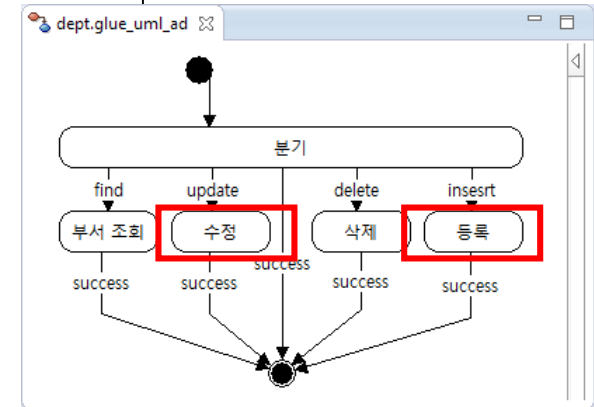 dept.glue_uml_ad
분기
find update delete insesrt
부서 조회 수정 삭제 등록
success
success success success success